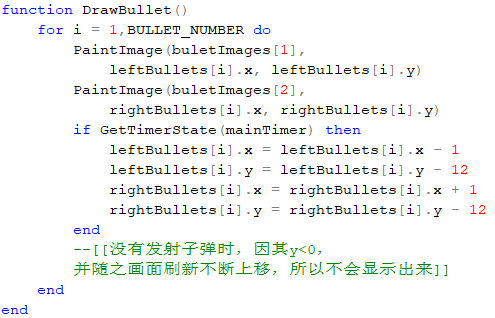 function DrawBullet()
    for i = 1,BULLET_NUMBER do
        PaintImage(buletImages[1],
            leftBullets[i].x, leftBullets[i].y)
        PaintImage(buletImages[2],
            rightBullets[i].x, rightBullets[i].y)
        if GetTimerState(mainTimer) then
            leftBullets[i].x = leftBullets[i].x - 1
            leftBullets[i].y = leftBullets[i].y - 12
            rightBullets[i].x = rightBullets[i].x + 1
            rightBullets[i].y = rightBullets[i].y - 12
        end
        --[[没有发射子弹时，因其y<0，
        并随之画面刷新不断上移，所以不会显示出来]]
    end
end